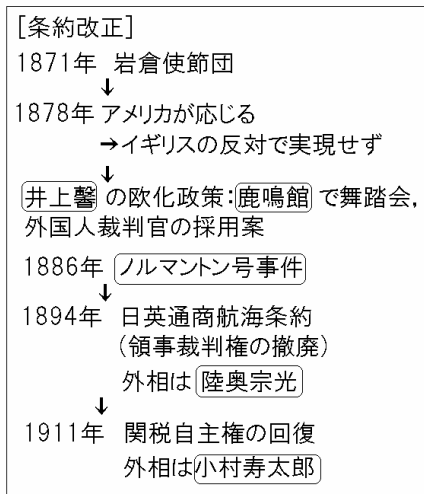 [条約改正]
1871年 岩倉使節団
↓
1878年 アメリカが応じる
→イギリスの反対で実現せず
↓
井上馨 の欧化政策:鹿鳴館 で舞踏会,
外国人裁判官の採用案
1886年 ノルマントン号事件
↓
1894年 日英通商航海条約
(領事裁判権の撤廃)
外相は 陸奥宗光
↓
1911年 関税自主権の回復
外相は 小村寿太郎